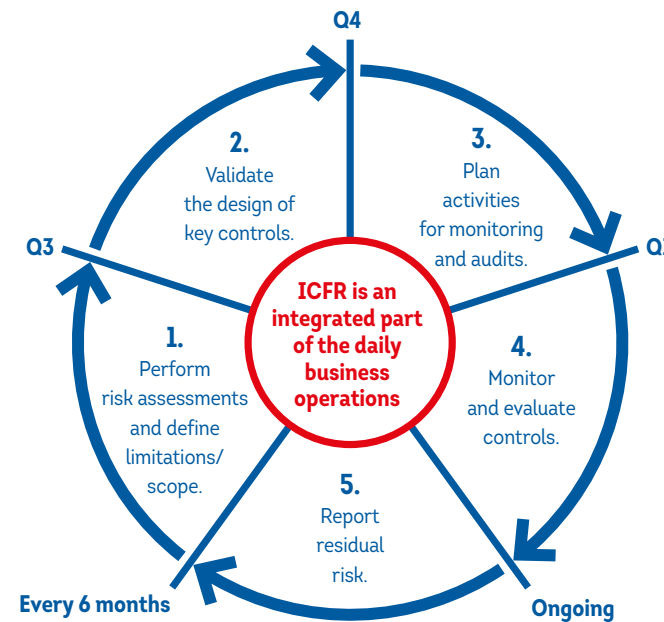 Q4
2.
Validate
the design of
key controls.
3.
Plan
activities
for monitoring
and audits.
Q3
ICFR is an
integrated part
of the daily
business
operations
1.
Perform
risk assessments
and define
limitations/
scope.
4.
Monitor
and evaluate
controls.
5.
Report
residual
risk.
Every 6 months
Ongoing